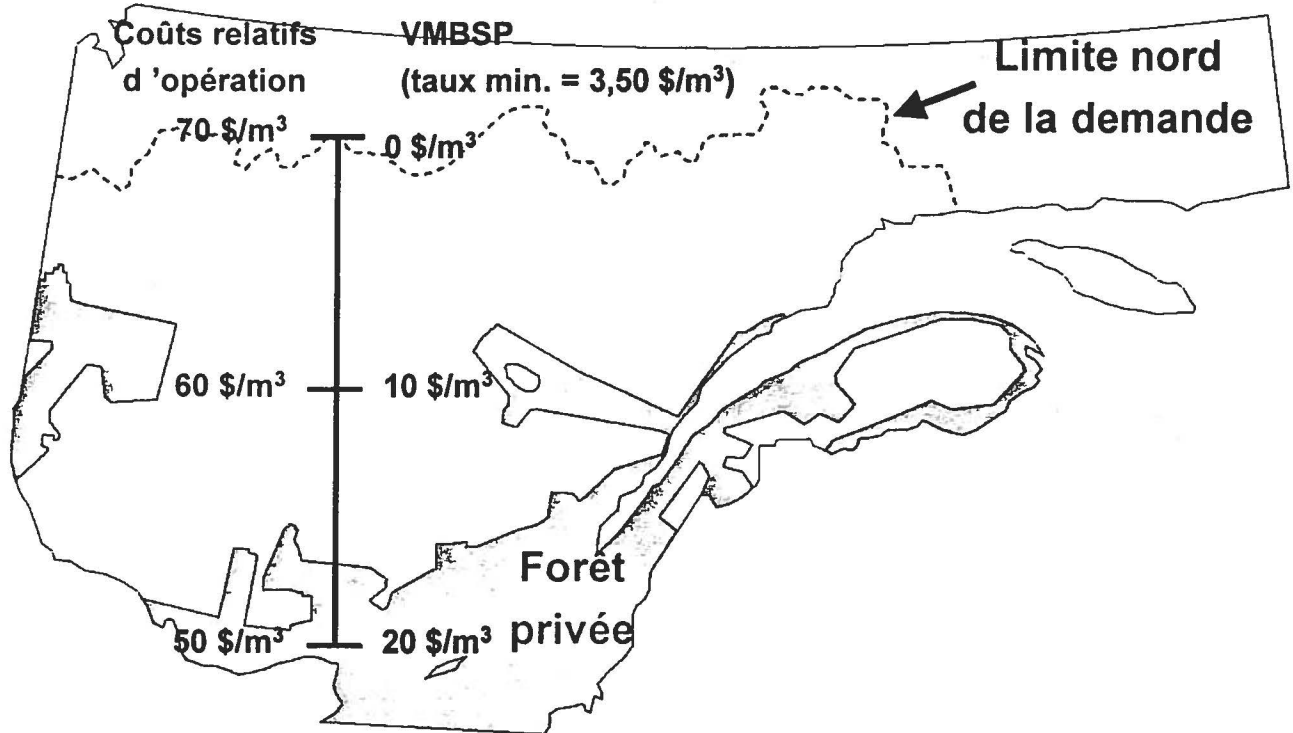 Coûts relatifs
d 'opération
VMBSP
(taux min. = 3,50 $/m³)
Limite nord
de la demande
70 $/m³
0 $/m³
60 $/m³
10 $/m³
Forêt
privée
50 $/m³
20 $/m³